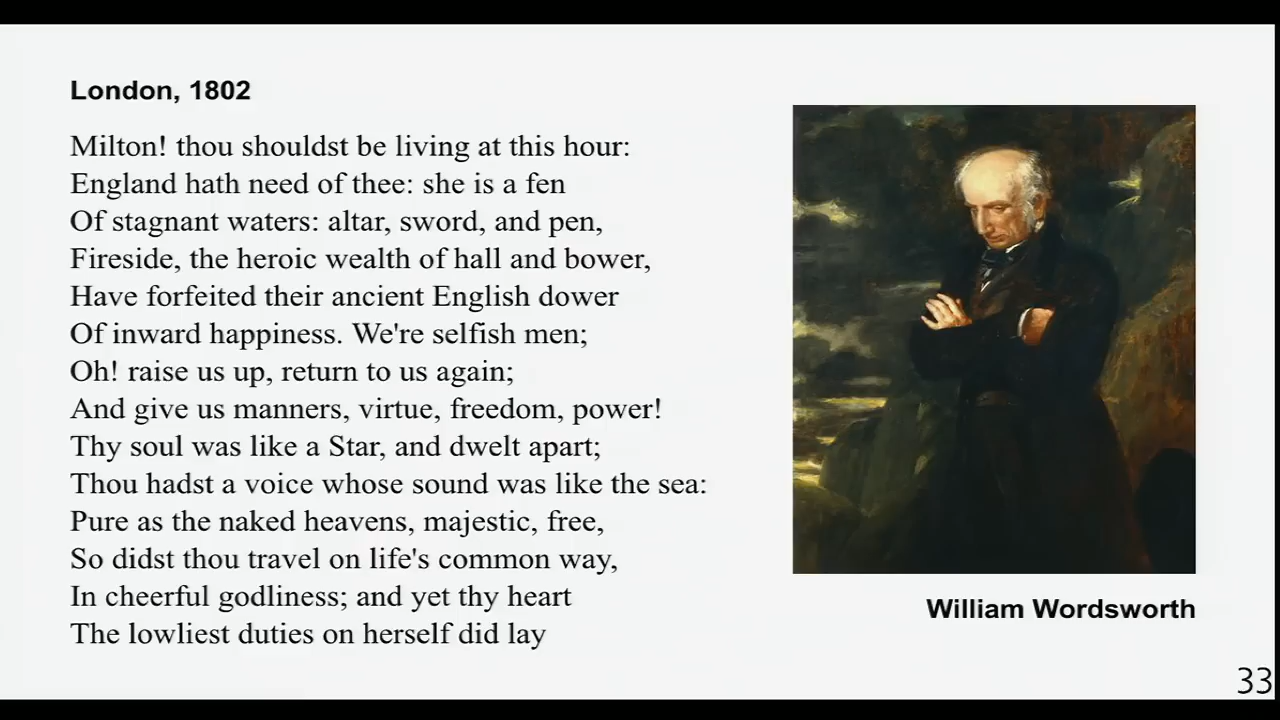 London, 1802
Milton! thou shouldst be living at this hour:
England hath need of thee: she is a fen
Of stagnant waters: altar, sword, and pen,
Fireside, the heroic wealth of hall and bower,
Have forfeited their ancient English dower
Of inward happiness. We're selfish men;
Oh! raise us up, return to us again;
And give us manners, virtue, freedom, power!
Thy soul was like a Star, and dwelt apart;
Thou hadst a voice whose sound was like the sea:
Pure as the naked heavens, majestic, free,
So didst thou travel on life's common way,
In cheerful godliness; and yet thy heart
The lowliest duties on herself did lay
William Wordsworth
33